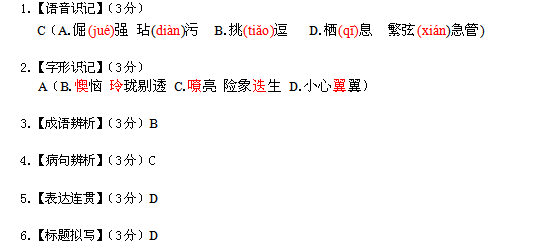 1.【语音识记】(3分)
C（A.倔(jué)强 玷(diàn)污 B.挑(tiǎo)逗 D.栖(qī)息 繁弦(xián)急管）
2.【字形识记】(3分)
A（B.懊恼 玲珑剔透 C.嘹亮 险象迭生 D.小心翼翼）
3.【成语辨析】(3分) B
4.【病句辨析】(3分) C
5.【表达连贯】(3分) D
6.【标题拟写】(3分) D